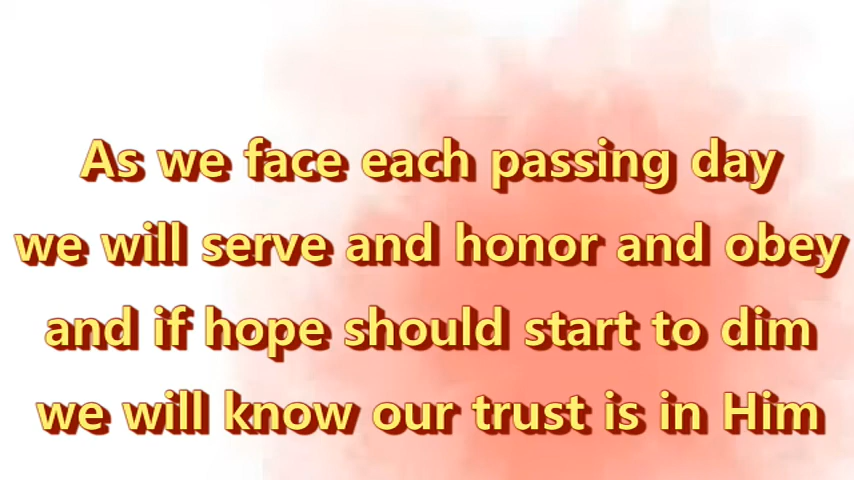 As we face each passing day
we will serve and honor and obey
and if hope should start to dim
we will know our trust is in Him